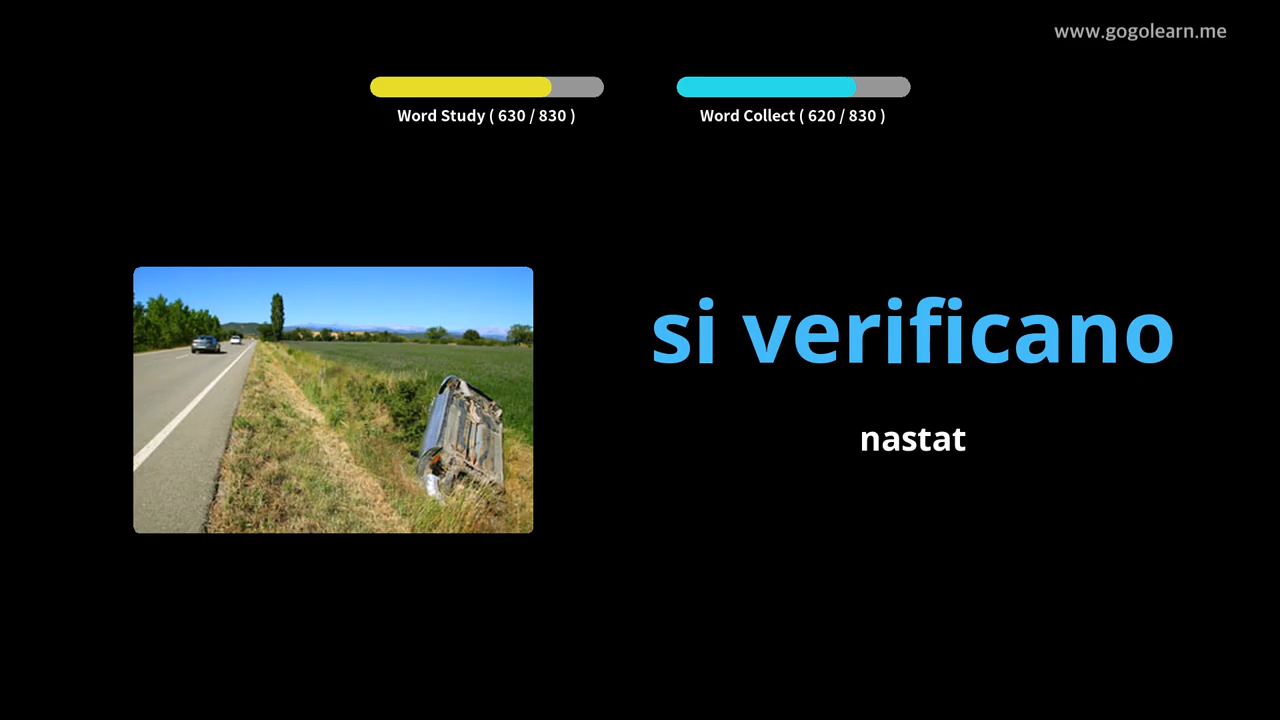 www.gogolearn.me
Word Study ( 630 / 830 )
Word Collect ( 620 / 830 )
si verificano
nastat